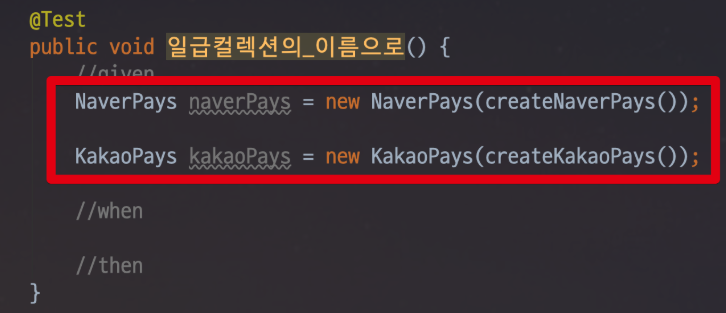 @Test
public void 일급컬렉션의_이름으로() {
//given
NaverPays naverPays = new NaverPays(createNaverPays());
KakaoPays kakaoPays = new KakaoPays(createKakaoPays());
//when
//then
}